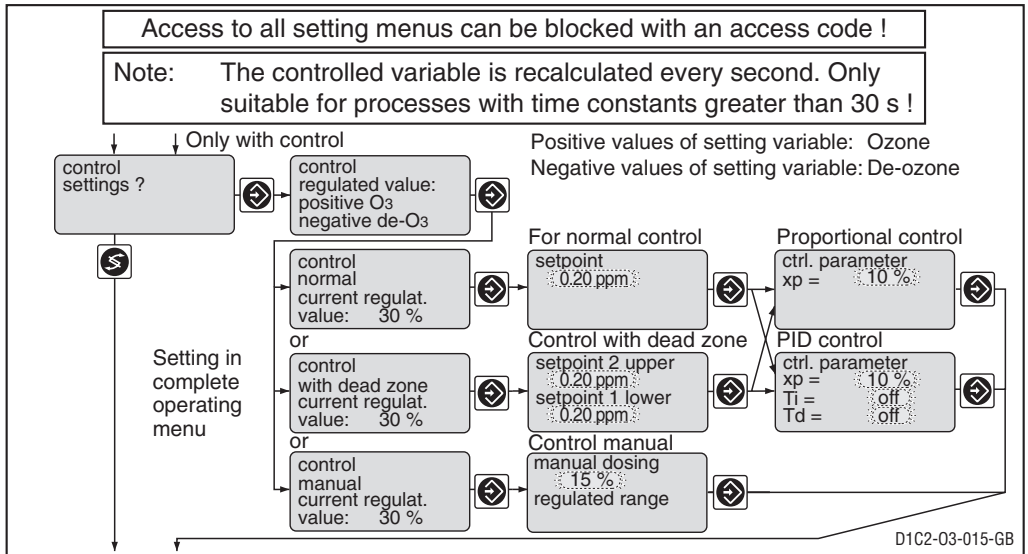 Access to all setting menus can be blocked with an access code !
Note: The controlled variable is recalculated every second. Only
suitable for processes with time constants greater than 30 s !
Only with control
Positive values of setting variable: Ozone
Negative values of setting variable: De-ozone
control
settings ?
control
regulated value:
positive O3
negative de-O3
Setting in
complete
operating
menu
control
normal
current regulat.
value: 30 %
For normal control
setpoint
0.20 ppm
Proportional control
ctrl. parameter
xp = 10 %
or
control
with dead zone
current regulat.
value: 30 %
Control with dead zone
setpoint 2 upper
0.20 ppm
setpoint 1 lower
0.20 ppm
PID control
ctrl. parameter
xp = 10 %
Ti = off
Td = off
or
control
manual
current regulat.
value: 30 %
Control manual
manual dosing
15 %
regulated range
D1C2-O3-015-GB